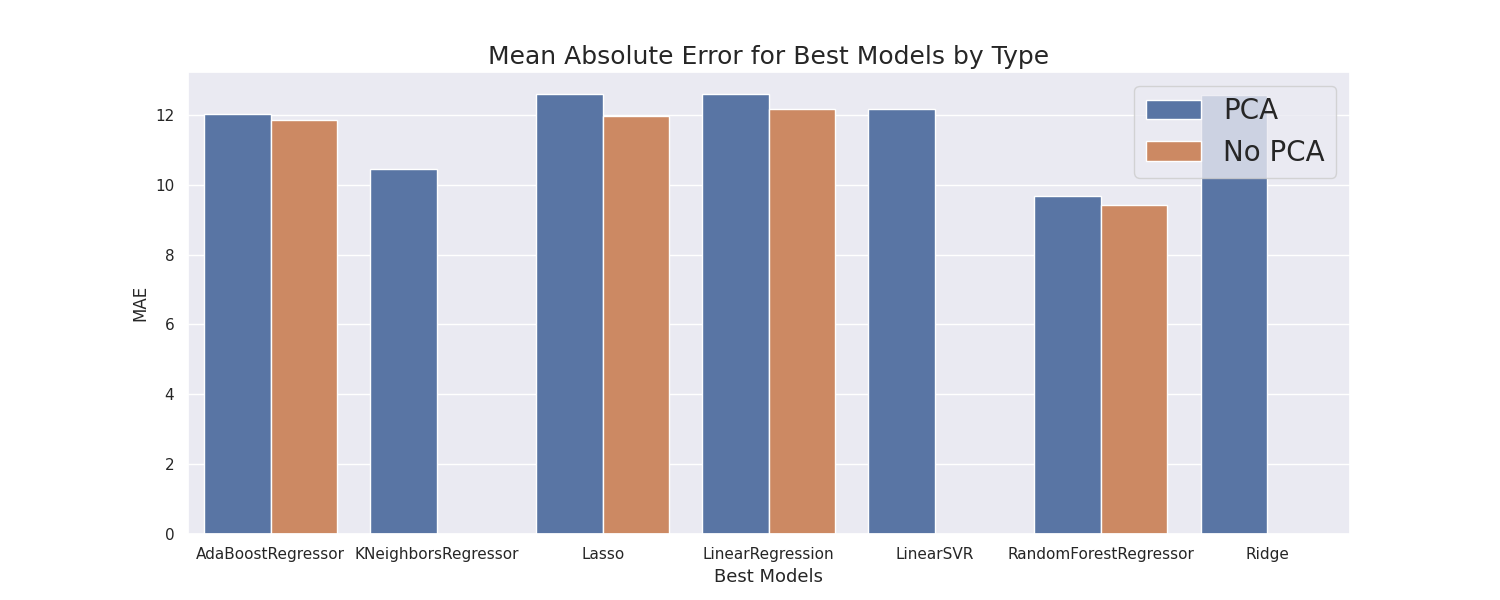 Mean Absolute Error for Best Models by Type
PCA
No PCA
MAE
12
10
8
6
4
2
0
AdaBoostRegressor KNeighborsRegressor Lasso LinearRegression LinearSVR RandomForestRegressor Ridge
Best Models